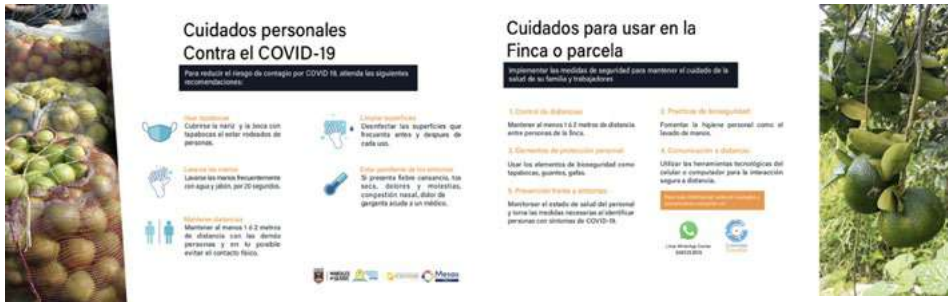 Cuidados personales
Contra el COVID-19
Para reducir el riesgo de contagio por COVID 19, atienda las siguientes
recomendaciones:
Usar tapabocas
Cubrirse la nariz y la boca con
tapabocas al estar rodeados de
personas.
Lavarse las manos
Lavarse las manos frecuentemente
con agua y jabón, por 20 segundos.
Mantener distancias
Mantener al menos 1 ó 2 metros
de distancia con las demás
personas y en lo posible
evitar el contacto físico.
Limpiar superficies
Desinfectar las superficies que
frecuenta antes y despues de
cada uso.
Estar pendiente de los síntomas
Si presenta fiebre cansancio, tos
seca, dolores y molestias,
congestión nasal, dolor de
garganta acuda a un médico.
Mesas
Cuidados para usar en la
Finca o parcela
Implementar las medidas de seguridad para mantener el cuidado de la
salud de su familia y trabajadores
1. Control de distancias
Mantener al menos 1 ó 2 metros de distancia
entre personas de la finca.
3. Elementos de protección personal
Usar los elementos de bioseguridad como
tapabocas, guantes, gafas.
5. Prevención frente a síntomas
Monitorear el estado de salud del personal
y toma las medidas necesarias al identificar
personas con síntomas de COVID-19.
2. Practicas de bioseguridad
Fomentar la higiene personal como el
lavado de manos.
4. Comunicación a distancia
Utilizar las herramientas tecnológicas del
celular o computador para la interacción
segura a distancia.